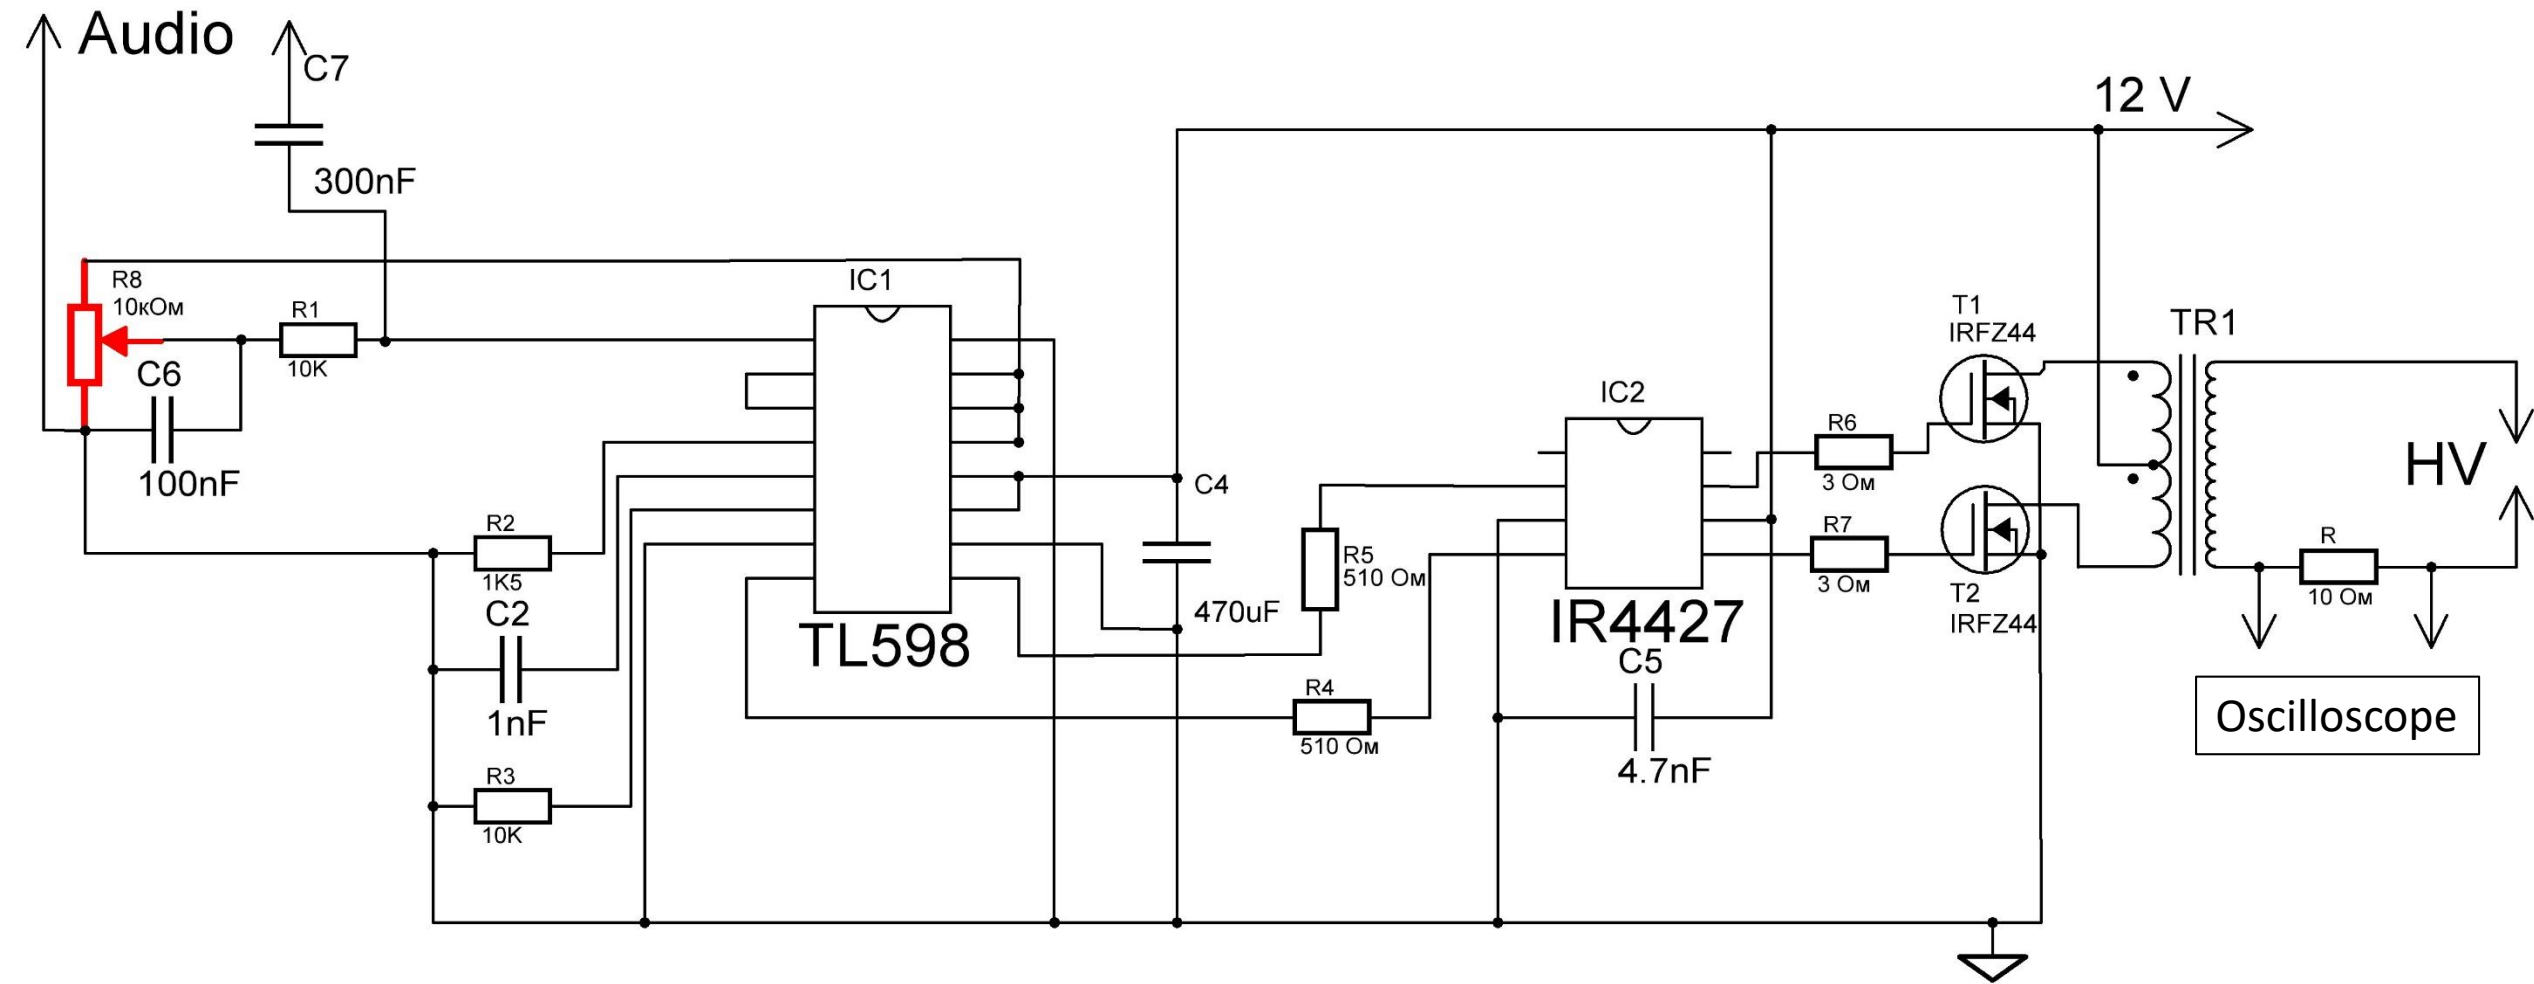 Audio
C7
300nF
12 V
R8
10кОм
R1
10K
C6
100nF
IC1
TL598
R2
1K5
C2
1nF
R3
10K
C4
470uF
R5
510 Ом
R4
510 Ом
IC2
IR4427
C5
4.7nF
R6
3 Ом
R7
3 Ом
T1
IRFZ44
T2
IRFZ44
TR1
HV
R
10 Ом
Oscilloscope